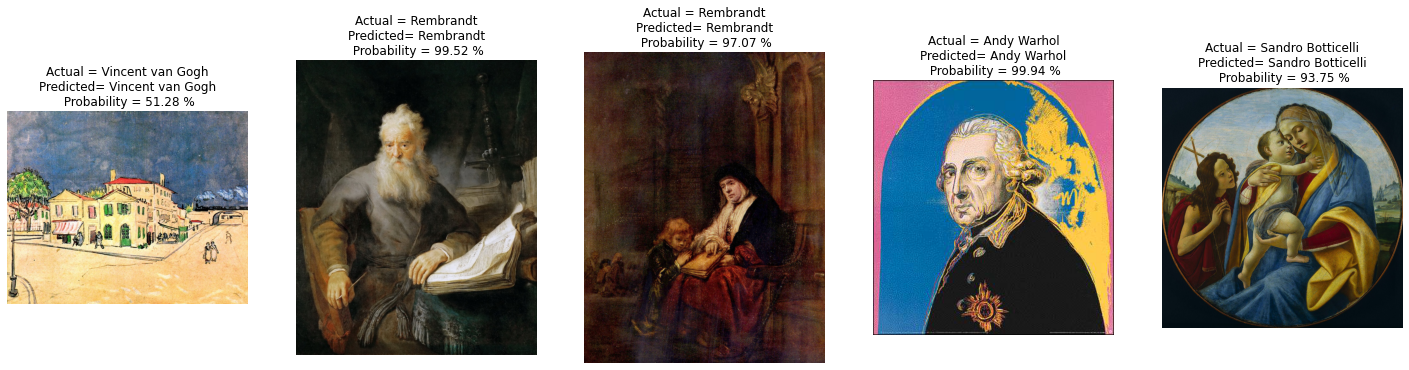 Actual = Vincent van Gogh
Predicted= Vincent van Gogh
Probability = 51.28 %
Actual = Rembrandt
Predicted= Rembrandt
Probability = 99.52 %
Actual = Rembrandt
Predicted= Rembrandt
Probability = 97.07 %
Actual = Andy Warhol
Predicted= Andy Warhol
Probability = 99.94 %
Actual = Sandro Botticelli
Predicted= Sandro Botticelli
Probability = 93.75 %